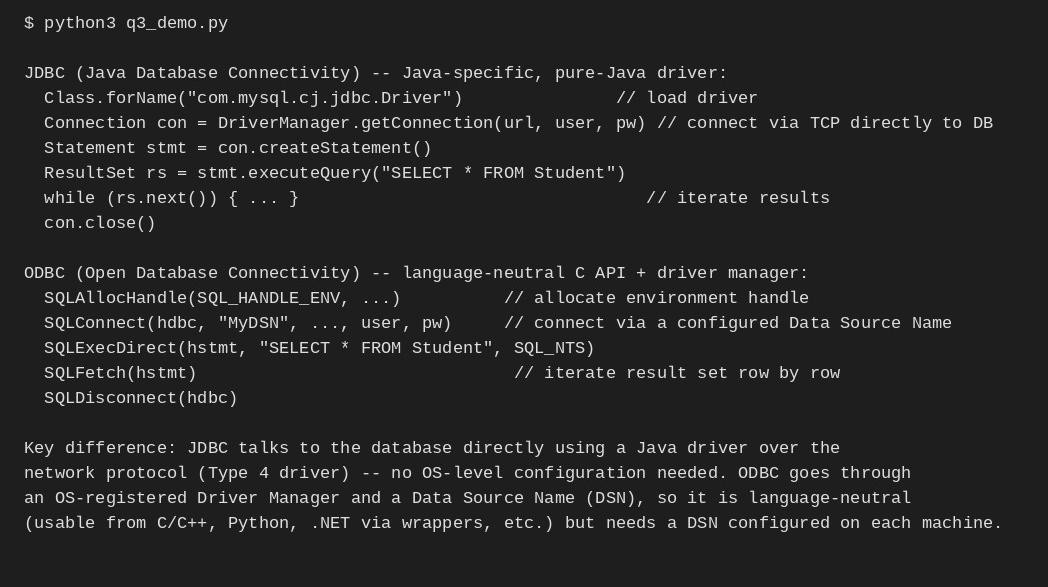 $ python3 q3_demo.py

JDBC (Java Database Connectivity) -- Java-specific, pure-Java driver:
  Class.forName("com.mysql.cj.jdbc.Driver")               // load driver
  Connection con = DriverManager.getConnection(url, user, pw) // connect via TCP directly to DB
  Statement stmt = con.createStatement()
  ResultSet rs = stmt.executeQuery("SELECT * FROM Student")
  while (rs.next()) { ... }                                  // iterate results
  con.close()

ODBC (Open Database Connectivity) -- language-neutral C API + driver manager:
  SQLAllocHandle(SQL_HANDLE_ENV, ...)          // allocate environment handle
  SQLConnect(hdbc, "MyDSN", ..., user, pw)     // connect via a configured Data Source Name
  SQLExecDirect(hstmt, "SELECT * FROM Student", SQL_NTS)
  SQLFetch(hstmt)                               // iterate result set row by row
  SQLDisconnect(hdbc)

Key difference: JDBC talks to the database directly using a Java driver over the
network protocol (Type 4 driver) -- no OS-level configuration needed. ODBC goes through
an OS-registered Driver Manager and a Data Source Name (DSN), so it is language-neutral
(usable from C/C++, Python, .NET via wrappers, etc.) but needs a DSN configured on each machine.